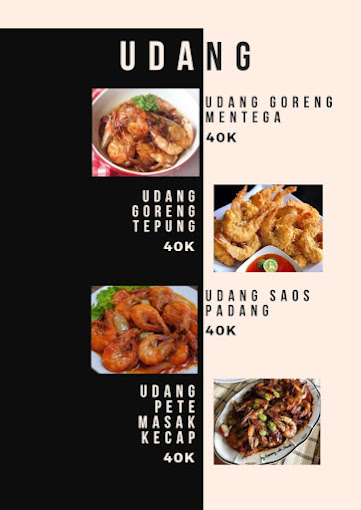 UDANG
UDANG GORENG
MENTEGA
40K
UDANG
GORENG
TEPUNG
40K
UDANG SAOS
PADANG
40K
UDANG
PETE
MASAK
KECAP
40K